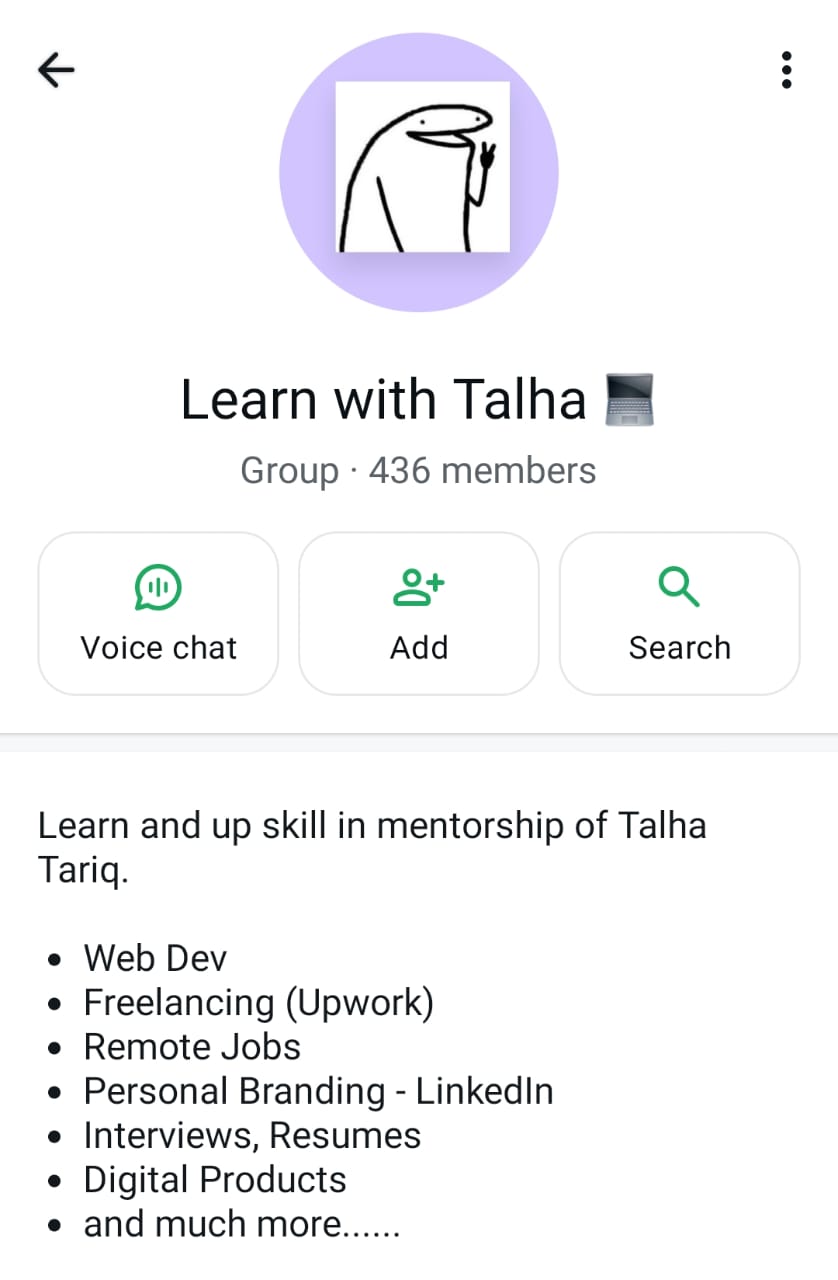 Learn with Talha 💻
Group · 436 members
Voice chat
Add
Search
Learn and up skill in mentorship of Talha
Tariq.
• Web Dev
• Freelancing (Upwork)
• Remote Jobs
• Personal Branding - LinkedIn
• Interviews, Resumes
• Digital Products
• and much more......